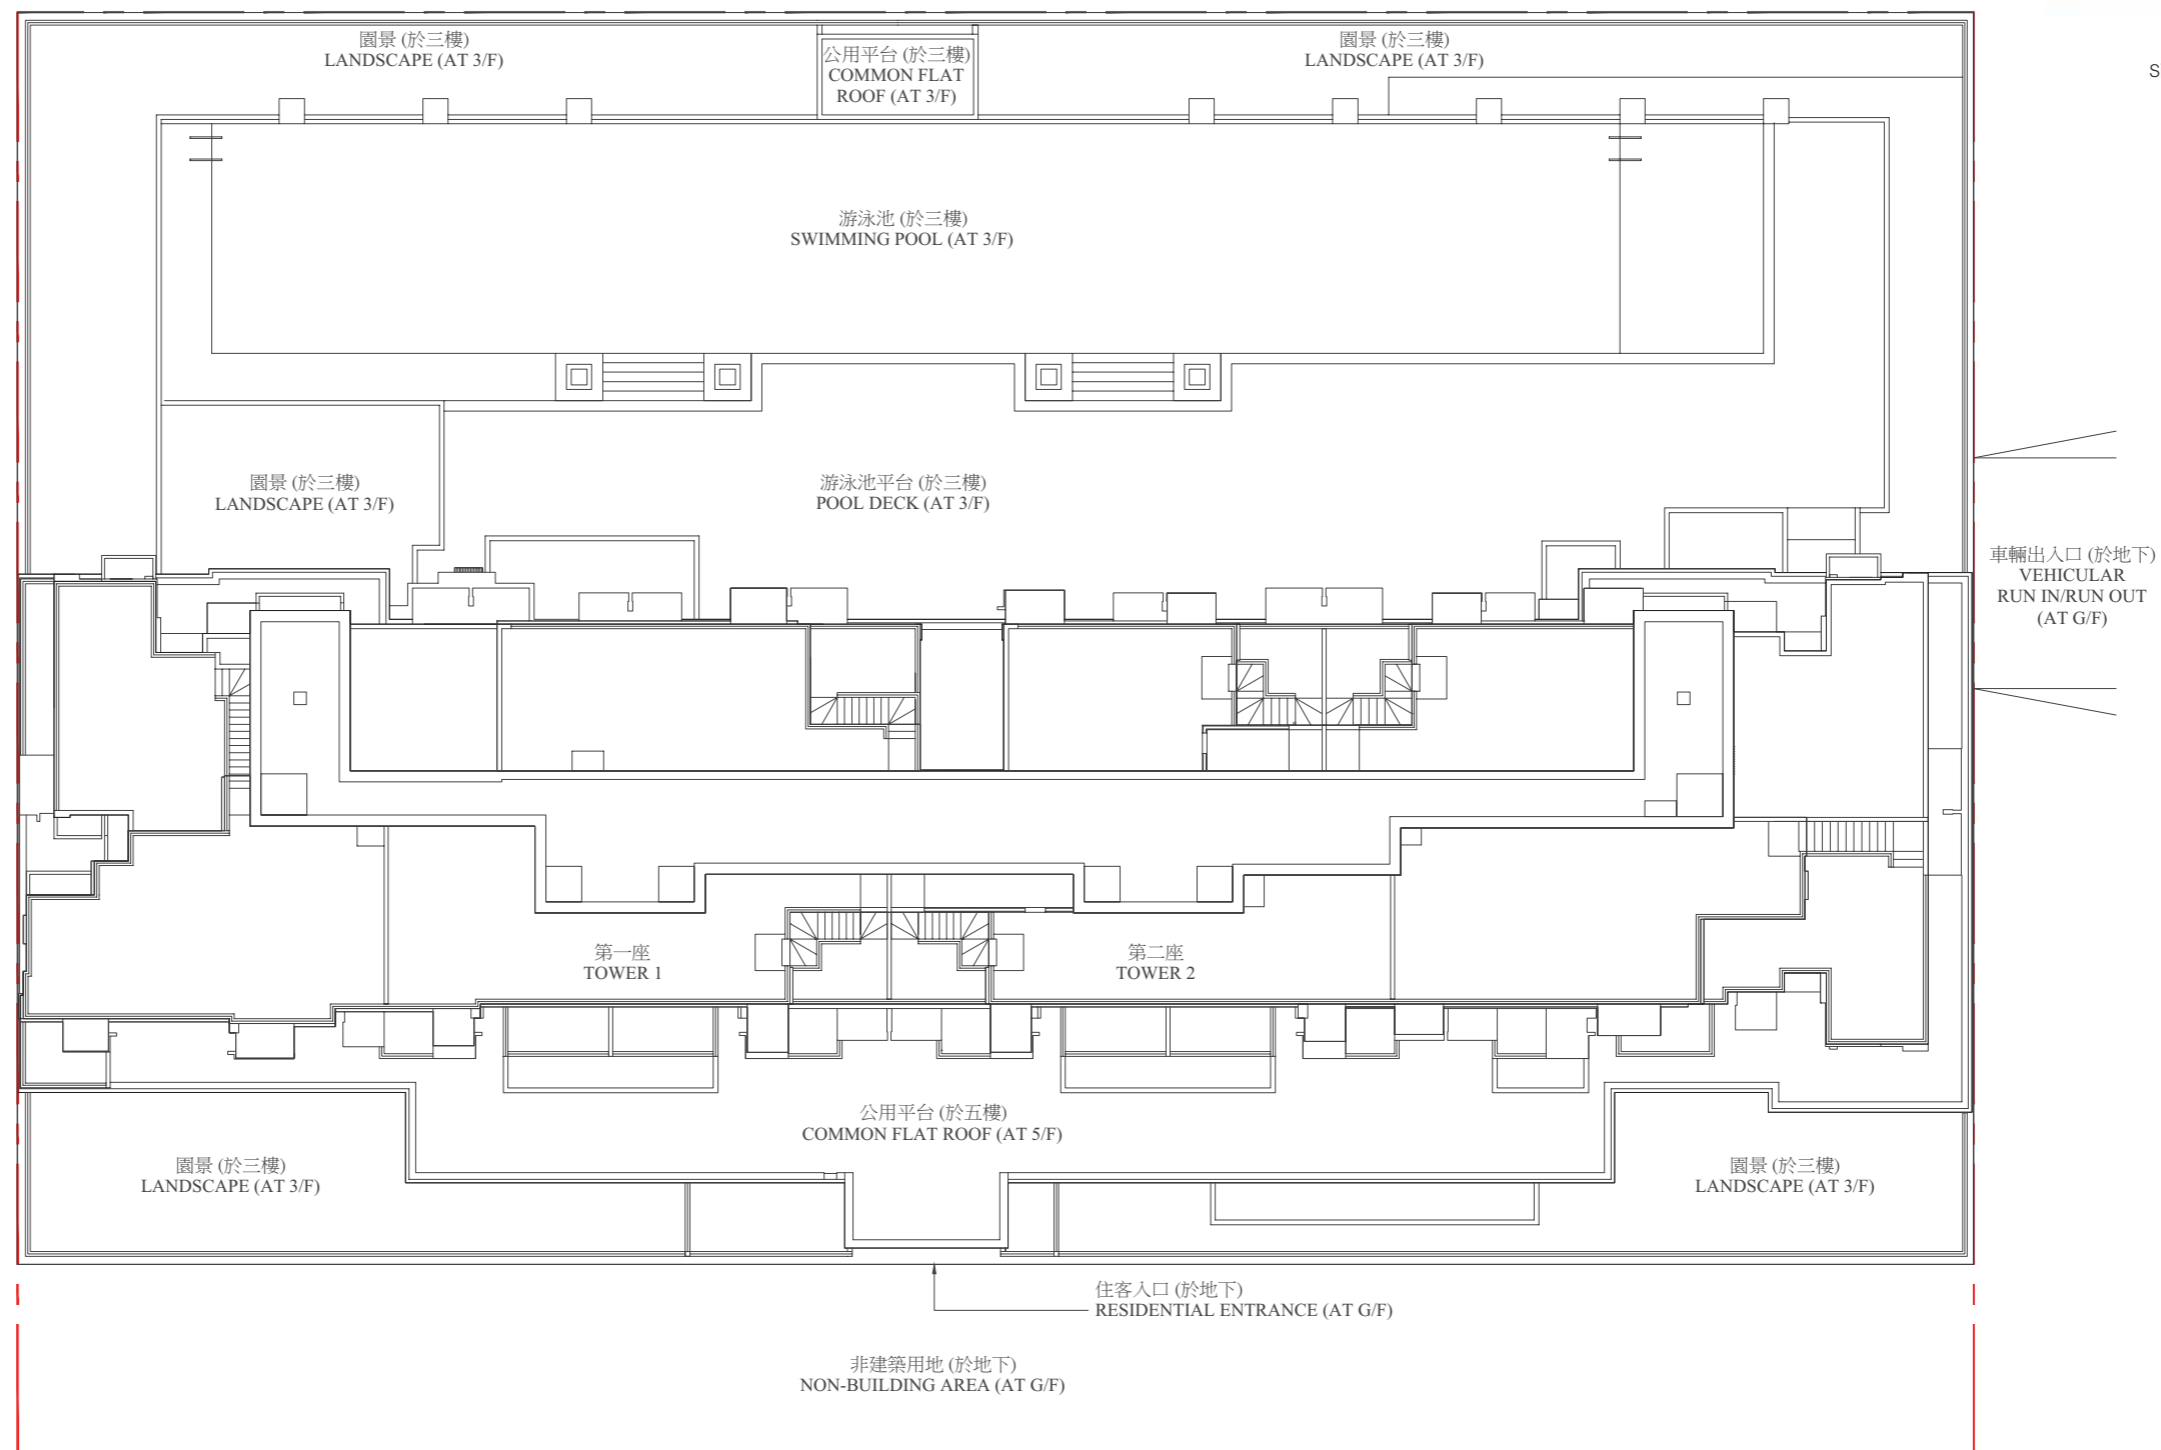 園景 (於三樓)
LANDSCAPE (AT 3/F)
公用平台 (於三樓)
COMMON FLAT
ROOF (AT 3/F)
園景 (於三樓)
LANDSCAPE (AT 3/F)
S
游泳池 (於三樓)
SWIMMING POOL (AT 3/F)
園景 (於三樓)
LANDSCAPE (AT 3/F)
游泳池平台 (於三樓)
POOL DECK (AT 3/F)
車輛出入口 (於地下)
VEHICULAR
RUN IN/RUN OUT
(AT G/F)
第一座
TOWER 1
第二座
TOWER 2
公用平台 (於五樓)
COMMON FLAT ROOF (AT 5/F)
園景 (於三樓)
LANDSCAPE (AT 3/F)
園景 (於三樓)
LANDSCAPE (AT 3/F)
住客入口 (於地下)
RESIDENTIAL ENTRANCE (AT G/F)
非建築用地 (於地下)
NON-BUILDING AREA (AT G/F)